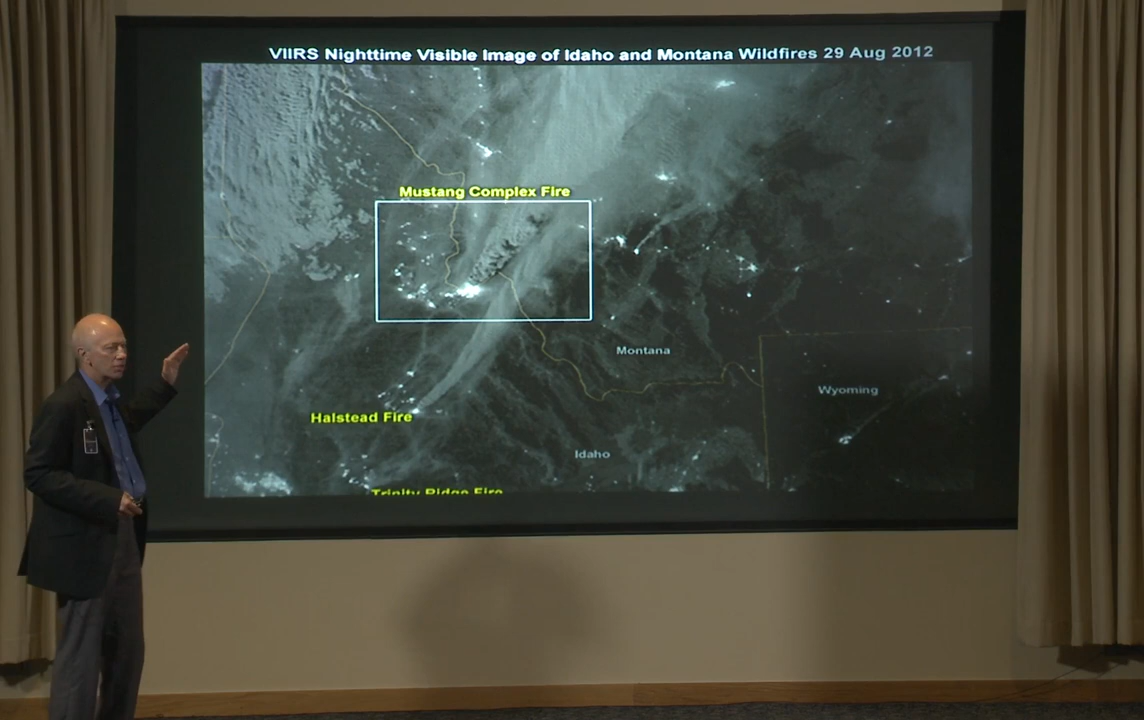 VIIRS Nighttime Visible Image of Idaho and Montana Wildfires 29 Aug 2012
Mustang Complex Fire
Montana
Wyoming
Halstead Fire
Idaho
Trinity Ridge Fire